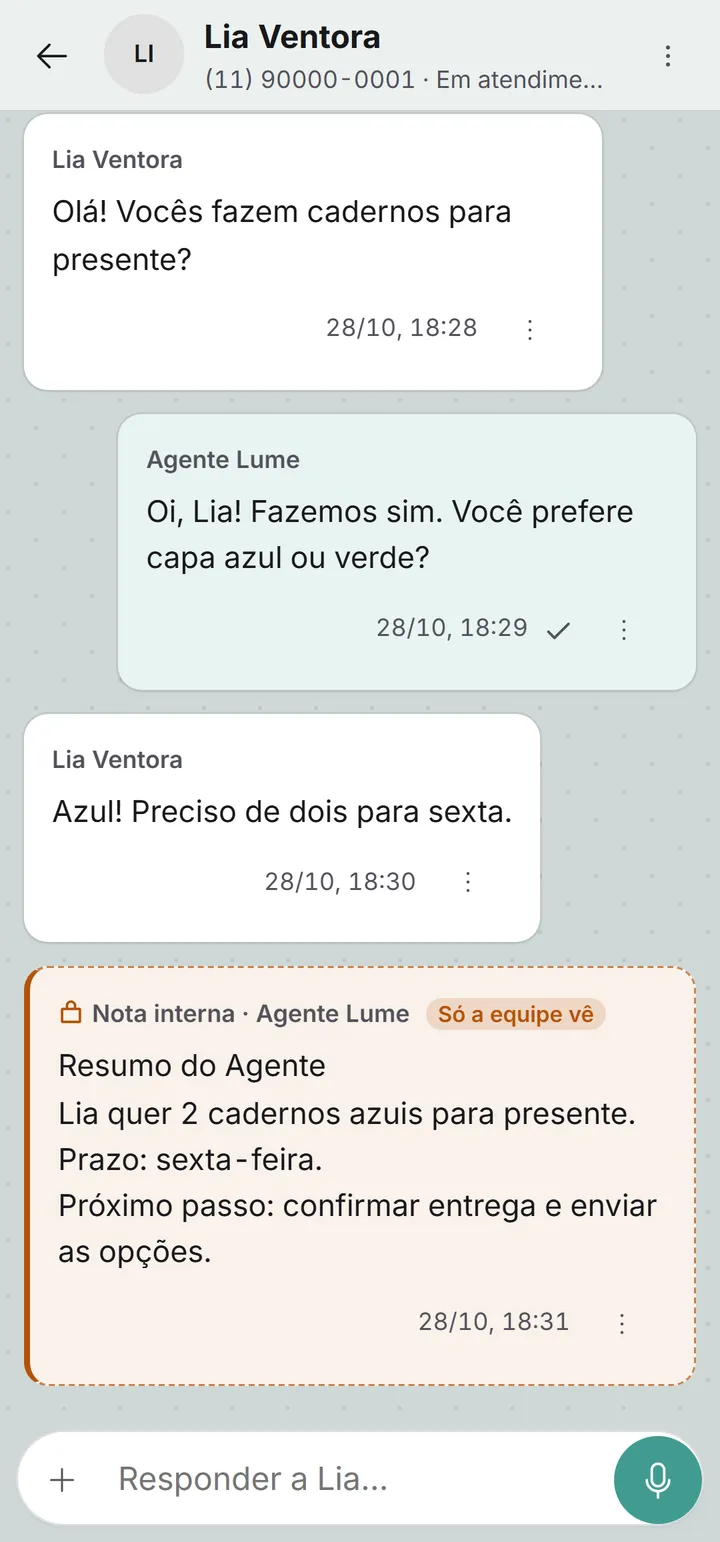 LI
Lia Ventora
(11) 90000-0001 · Em atendime...
Lia Ventora
Olá! Vocês fazem cadernos para
presente?
28/10, 18:28
Agente Lume
Oi, Lia! Fazemos sim. Você prefere
capa azul ou verde?
28/10, 18:29
Lia Ventora
Azul! Preciso de dois para sexta.
28/10, 18:30
Nota interna · Agente Lume Só a equipe vê
Resumo do Agente
Lia quer 2 cadernos azuis para presente.
Prazo: sexta-feira.
Próximo passo: confirmar entrega e enviar
as opções.
28/10, 18:31
Responder a Lia...